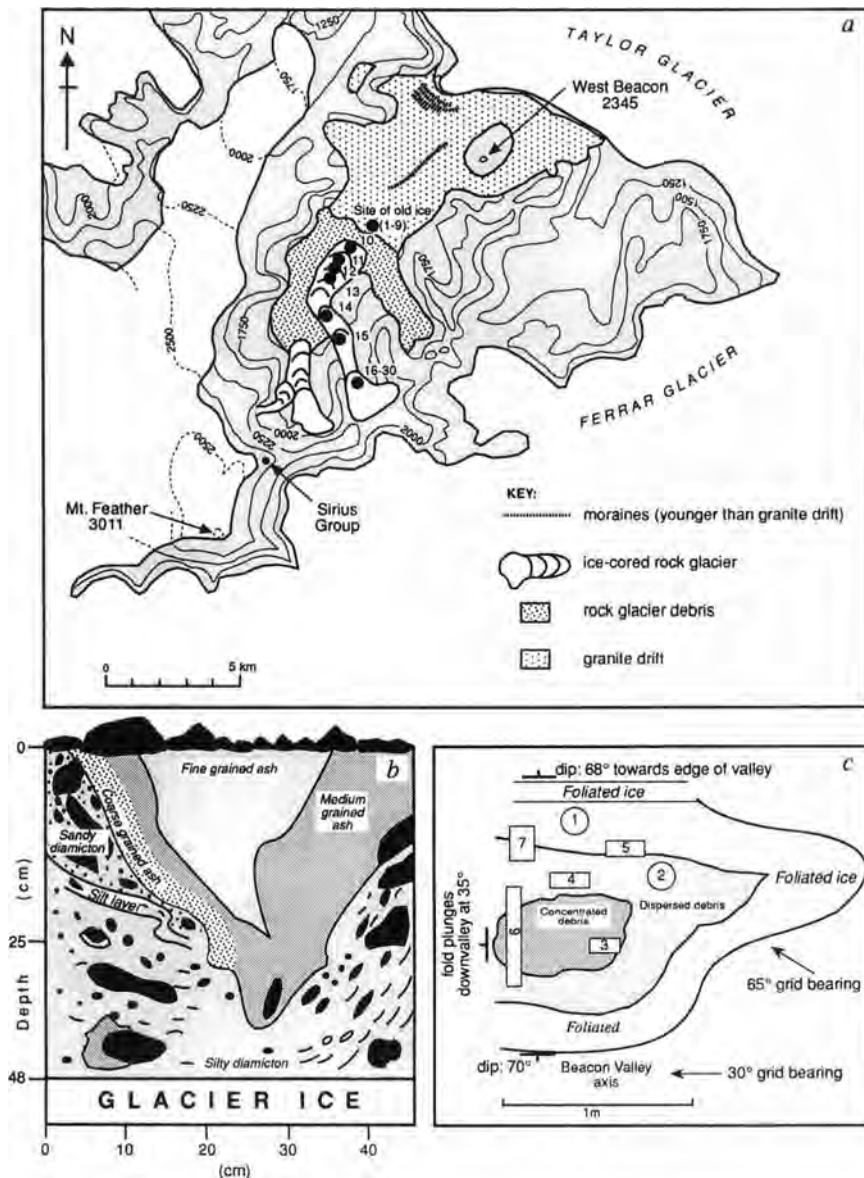 a
N
TAYLOR GLACIER
West Beacon
2345
1250
1750
2000
2250
2000
1250
1500
1750
1750
Site of old ice
(1-9)
10
11
12
13
14
15
16-30
2500
1750
2250
2000
2000
2500
FERRAR GLACIER
Mt. Feather
3011
Sirius
Group
KEY:
moraines (younger than granite drift)
ice-cored rock glacier
rock glacier debris
granite drift
0 5 km
b
0
25
48
Depth (cm)
Fine grained ash
Medium
grained
ash
Coarse grained ash
Sandy
diamicton
Silt layer
Silty diamicton
GLACIER ICE
0 10 20 30 40
(cm)
c
dip: 68° towards edge of valley
Foliated ice
1
7
5
2
4
Foliated ice
Concentrated
debris
Dispersed debris
6
3
fold plunges
downvalley at 35°
65° grid bearing
Foliated
dip: 70°
Beacon Valley
axis
30° grid bearing
1m